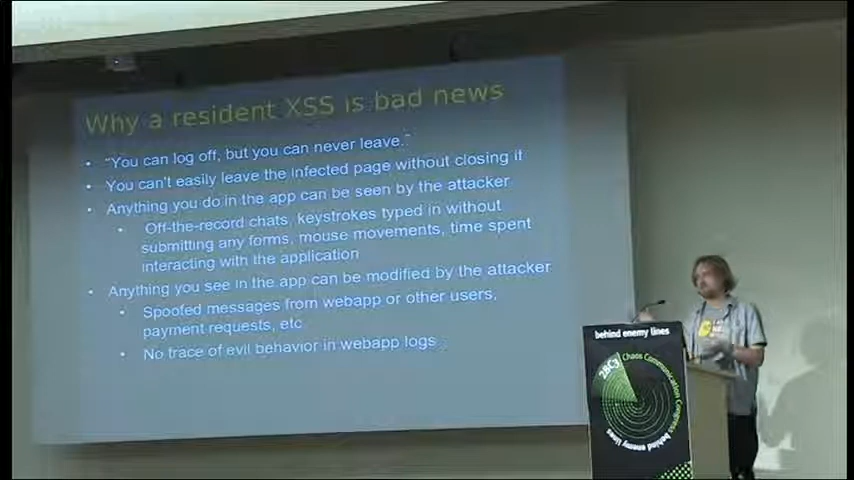 Why a resident XSS is bad news
• "You can log off, but you can never leave."
• You can't easily leave the infected page without closing it
• Anything you do in the app can be seen by the attacker
• Off-the-record chats, keystrokes typed in without
submitting any forms, mouse movements, time spent
interacting with the application
• Anything you see in the app can be modified by the attacker
• Spoofed messages from webapp or other users,
payment requests, etc
• No trace of evil behavior in webapp logs
behind enemy lines
28C3 Chaos Communication Congress
behind enemy lines